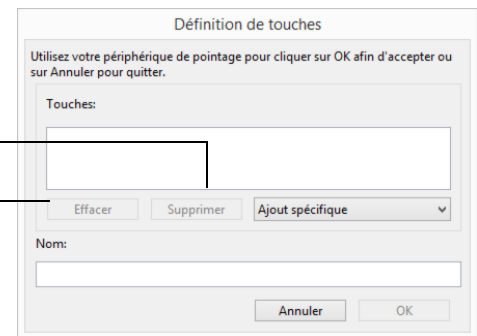 Définition de touches
Utilisez votre périphérique de pointage pour cliquer sur OK afin d'accepter ou
sur Annuler pour quitter.
Touches:
Effacer Supprimer Ajout spécifique
Nom:
Annuler OK